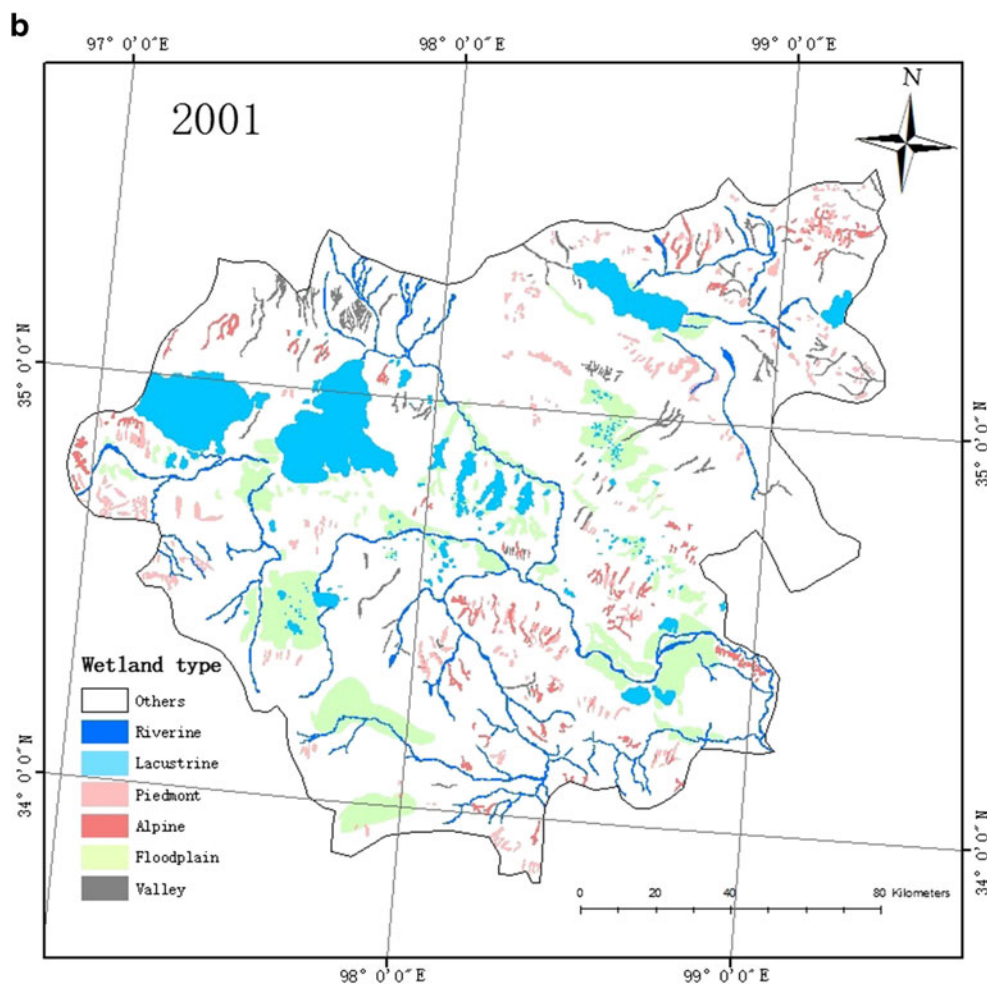 b
97° 0′0″E 98° 0′0″E 99° 0′0″E
2001
N
35° 0′0″N
35° 0′0″N
Wetland type
Others
Riverine
Lacustrine
Piedmont
Alpine
Floodplain
Valley
34° 0′0″N
34° 0′0″N
0 20 40 80 Kilometers
98° 0′0″E 99° 0′0″E